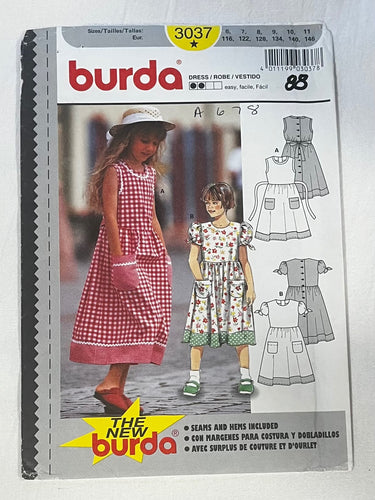 Sizes/Tailles/Tallas: 6, 7, 8, 9, 10, 11
Eur. 116, 122, 128, 134, 140, 146
3037
★
burda
DRESS / ROBE / VESTIDO
easy, facile, Fácil
4 011199 030378
88
A 678
A
A
B
B
THE
NEW
burda
• SEAMS AND HEMS INCLUDED
• CON MARGENES PARA COSTURA Y DOBLADILLOS
• AVEC SURPLUS DE COUTURE ET D'OURLET